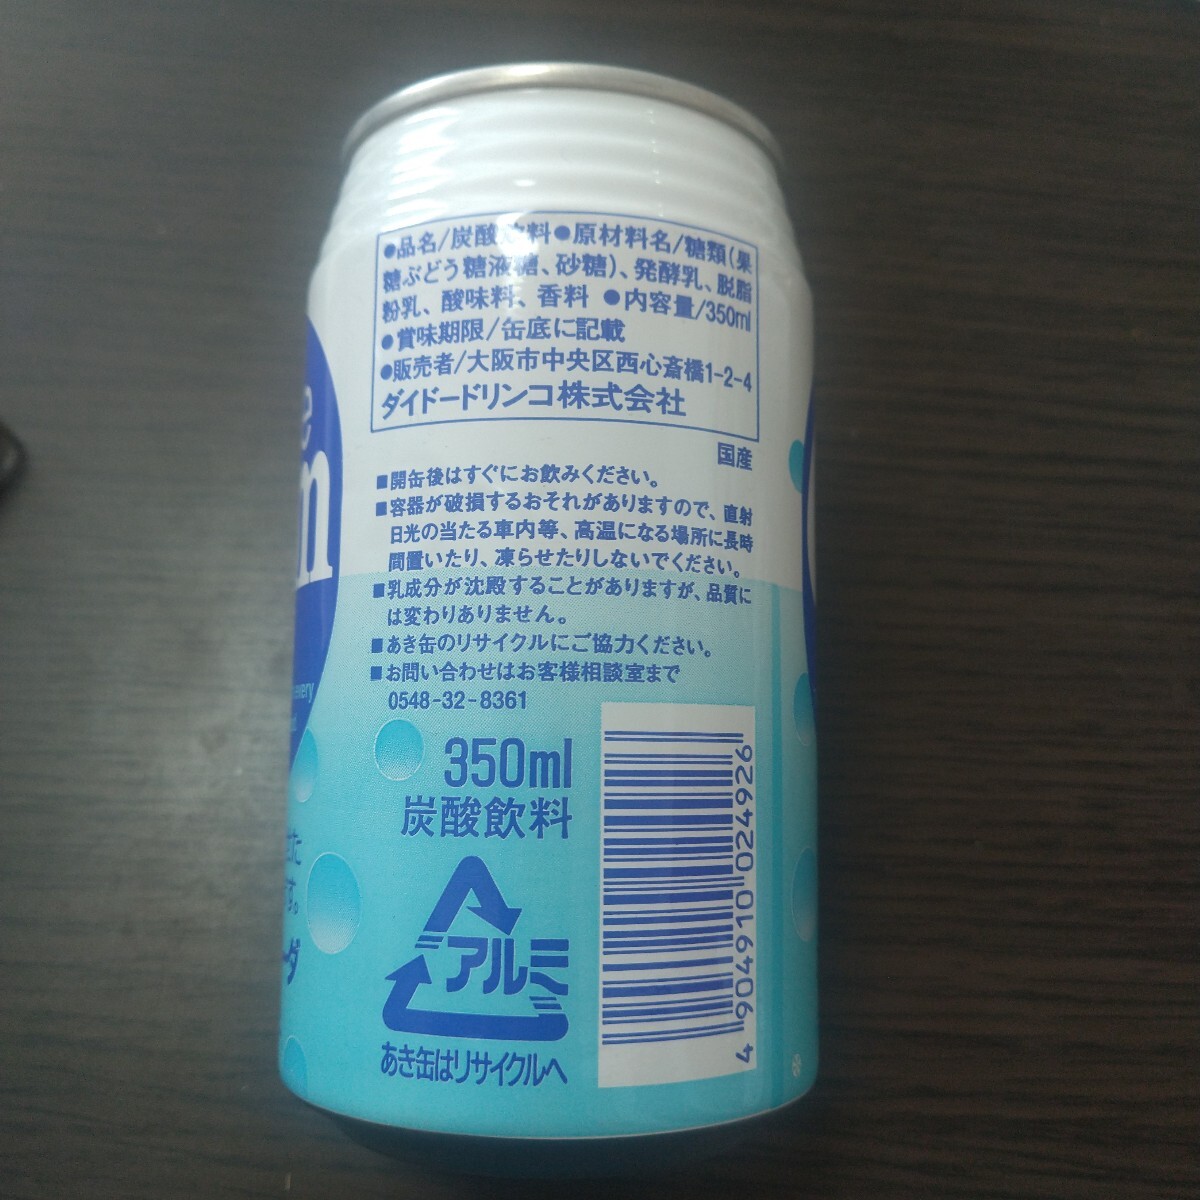 ●品名/炭酸飲料●原材料名/糖類(果
糖ぶどう糖液糖、砂糖)、発酵乳、脱脂
粉乳、酸味料、香料 ●内容量/350ml
●賞味期限/缶底に記載
●販売者/大阪市中央区西心斎橋1-2-4
ダイドードリンコ株式会社
国産
■開缶後はすぐにお飲みください。
■容器が破損するおそれがありますので、直射
日光の当たる車内等、高温になる場所に長時
間置いたり、凍らせたりしないでください。
■乳成分が沈殿することがありますが、品質に
は変わりありません。
■あき缶のリサイクルにご協力ください。
■お問い合わせはお客様相談室まで
0548-32-8361
every
350ml
炭酸飲料
アルミ
あき缶はリサイクルへ
4 904910 024926